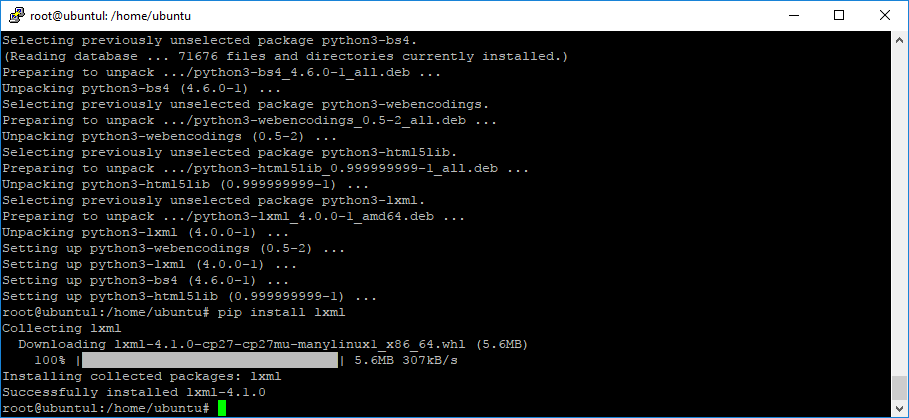 root@ubuntul: /home/ubuntu
Selecting previously unselected package python3-bs4.
(Reading database ... 71676 files and directories currently installed.)
Preparing to unpack .../python3-bs4_4.6.0-1_all.deb ...
Unpacking python3-bs4 (4.6.0-1) ...
Selecting previously unselected package python3-webencodings.
Preparing to unpack .../python3-webencodings_0.5-2_all.deb ...
Unpacking python3-webencodings (0.5-2) ...
Selecting previously unselected package python3-html5lib.
Preparing to unpack .../python3-html5lib_0.999999999-1_all.deb ...
Unpacking python3-html5lib (0.999999999-1) ...
Selecting previously unselected package python3-lxml.
Preparing to unpack .../python3-lxml_4.0.0-1_amd64.deb ...
Unpacking python3-lxml (4.0.0-1) ...
Setting up python3-webencodings (0.5-2) ...
Setting up python3-lxml (4.0.0-1) ...
Setting up python3-bs4 (4.6.0-1) ...
Setting up python3-html5lib (0.999999999-1) ...
root@ubuntul:/home/ubuntu# pip install lxml
Collecting lxml
  Downloading lxml-4.1.0-cp27-cp27mu-manylinux1_x86_64.whl (5.6MB)
    100% |████████████████████████████████| 5.6MB 307kB/s
Installing collected packages: lxml
Successfully installed lxml-4.1.0
root@ubuntul:/home/ubuntu#